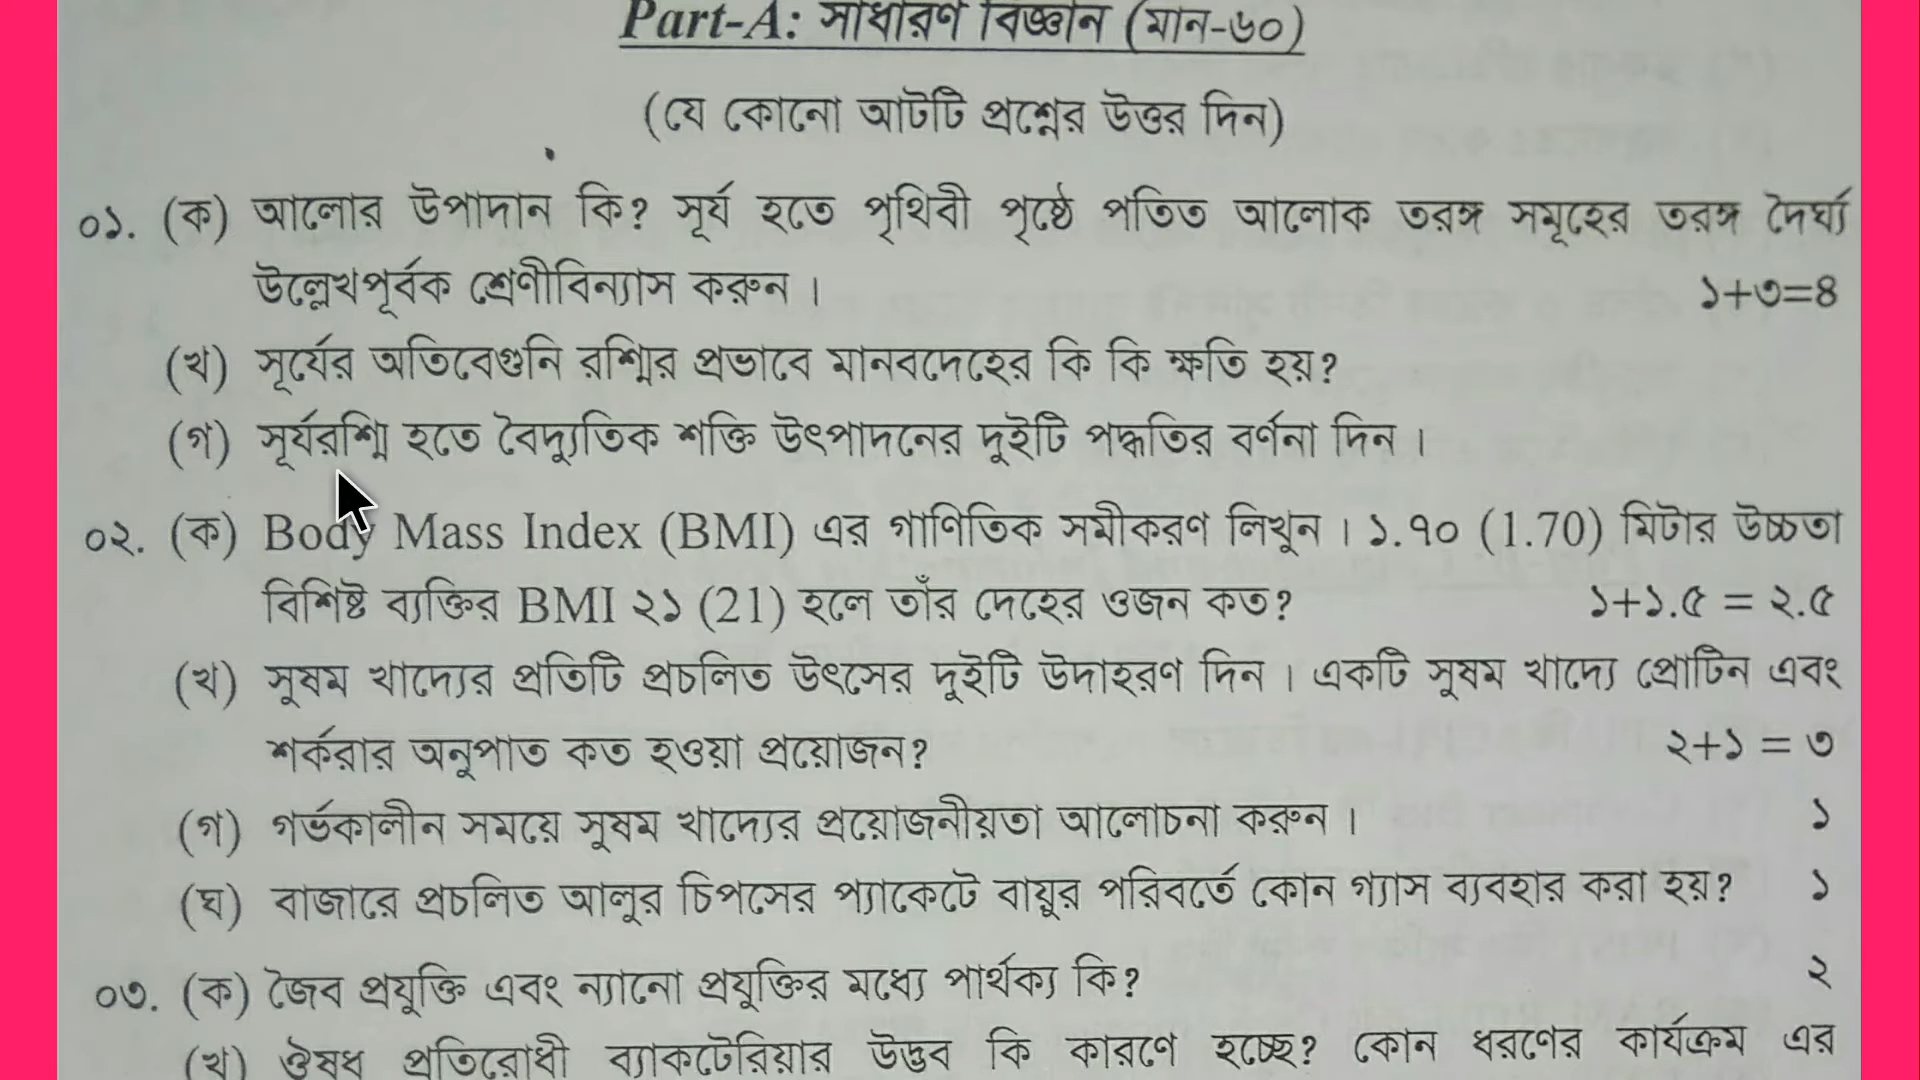 Part-A: সাধারণ বিজ্ঞান (মান-৬০)
(যে কোনো আটটি প্রশ্নের উত্তর দিন)
০১. (ক) আলোর উপাদান কি? সূর্য হতে পৃথিবী পৃষ্ঠে পতিত আলোক তরঙ্গ সমূহের তরঙ্গ দৈর্ঘ্য
উল্লেখপূর্বক শ্রেণীবিন্যাস করুন। ১+৩=8
(খ) সূর্যের অতিবেগুনি রশ্মির প্রভাবে মানবদেহের কি কি ক্ষতি হয়?
(গ) সূর্যরশ্মি হতে বৈদ্যুতিক শক্তি উৎপাদনের দুইটি পদ্ধতির বর্ণনা দিন।
০২. (ক) Body Mass Index (BMI) এর গাণিতিক সমীকরণ লিখুন। ১.৭০ (1.70) মিটার উচ্চতা
বিশিষ্ট ব্যক্তির BMI ২১ (21) হলে তাঁর দেহের ওজন কত? ১+১.৫ = ২.৫
(খ) সুষম খাদ্যের প্রতিটি প্রচলিত উৎসের দুইটি উদাহরণ দিন। একটি সুষম খাদ্যে প্রোটিন এবং
শর্করার অনুপাত কত হওয়া প্রয়োজন? ২+১ = ৩
(গ) গর্ভকালীন সময়ে সুষম খাদ্যের প্রয়োজনীয়তা আলোচনা করুন। ১
(ঘ) বাজারে প্রচলিত আলুর চিপসের প্যাকেটে বায়ুর পরিবর্তে কোন গ্যাস ব্যবহার করা হয়? ১
০৩. (ক) জৈব প্রযুক্তি এবং ন্যানো প্রযুক্তির মধ্যে পার্থক্য কি? ২
(খ) ঔষধ প্রতিরোধী ব্যাকটেরিয়ার উদ্ভব কি কারণে হচ্ছে? কোন ধরণের কার্যক্রম এর